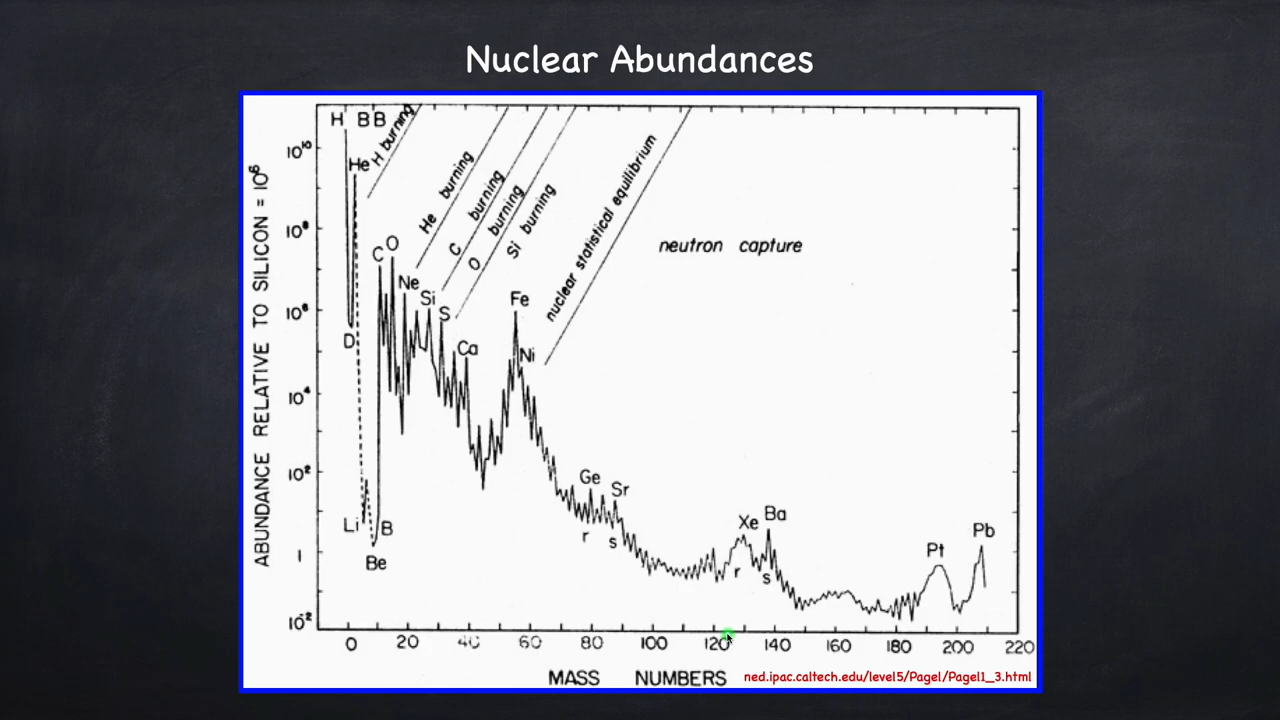 Nuclear Abundances
H BB
H burning
He
10¹⁰
He burning
C burning
O burning
Si burning
nuclear statistical equilibrium
neutron capture
10⁸
C
O
Ne
Si
S
Fe
10⁶
D
Ca
Ni
10⁴
10²
Ge
Sr
Li
B
Be
r
s
Xe
Ba
r
s
Pt
Pb
1
10⁻²
ABUNDANCE RELATIVE TO SILICON = 10⁶
0 20 40 60 80 100 120 140 160 180 200 220
MASS NUMBERS
ned.ipac.caltech.edu/level5/Pagel/Pagel1_3.html